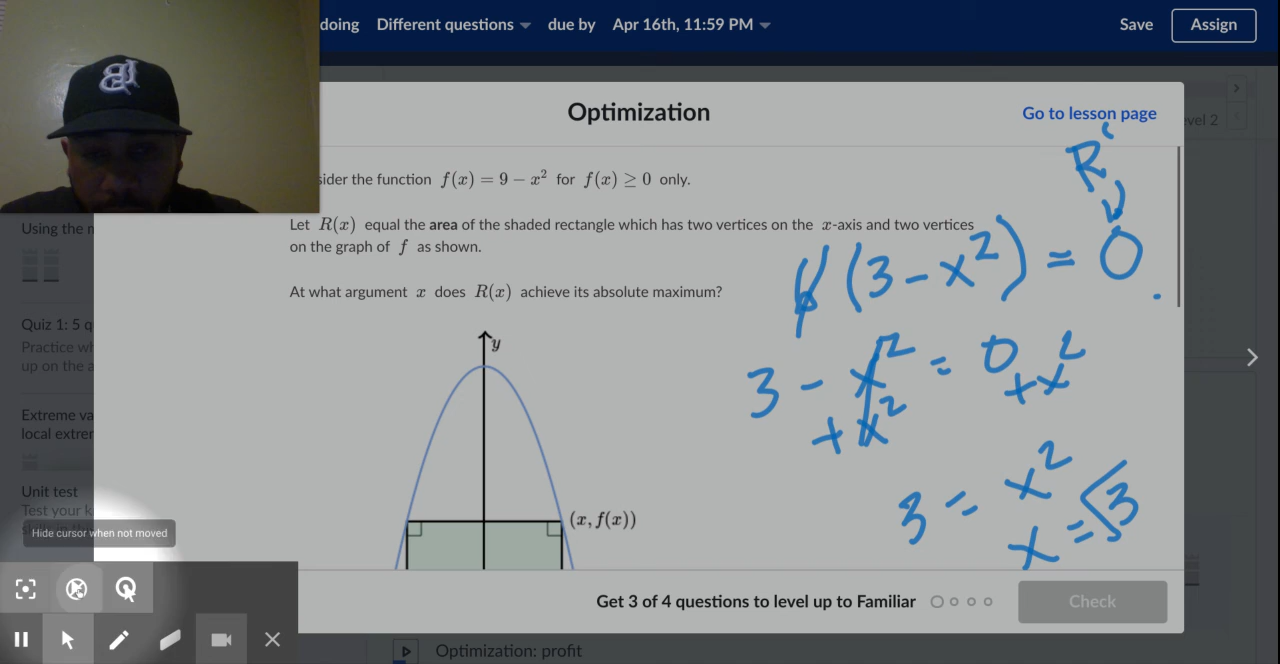 doing Different questions due by Apr 16th, 11:59 PM Save Assign
Optimization
Go to lesson page
vel 2
sider the function f(x) = 9 − x² for f(x) ≥ 0 only.
Let R(x) equal the area of the shaded rectangle which has two vertices on the x-axis and two vertices
on the graph of f as shown.
At what argument x does R(x) achieve its absolute maximum?
R'
6(3-x²) = 0
3 - x² = 0
+x² +x²
3 = x²
x = √3
y
(x, f(x))
Using the
Quiz 1: 5 q
Practice wh
up on the a
Extreme va
local extrer
Unit test
Test your k
Hide cursor when not moved
Get 3 of 4 questions to level up to Familiar
Check
Optimization: profit